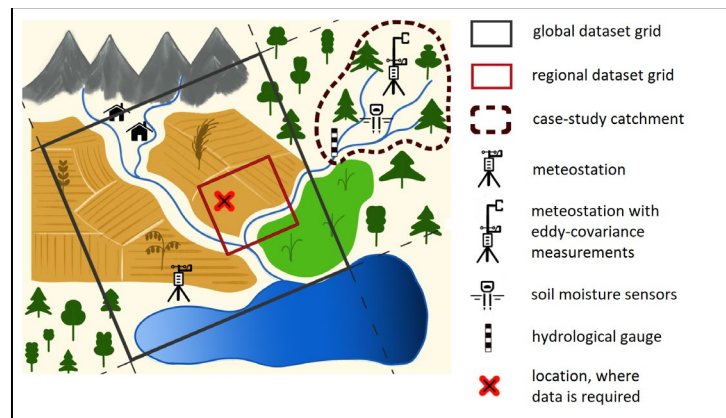 global dataset grid
regional dataset grid
case-study catchment
meteostation
meteostation with
eddy-covariance
measurements
soil moisture sensors
hydrological gauge
location, where
data is required